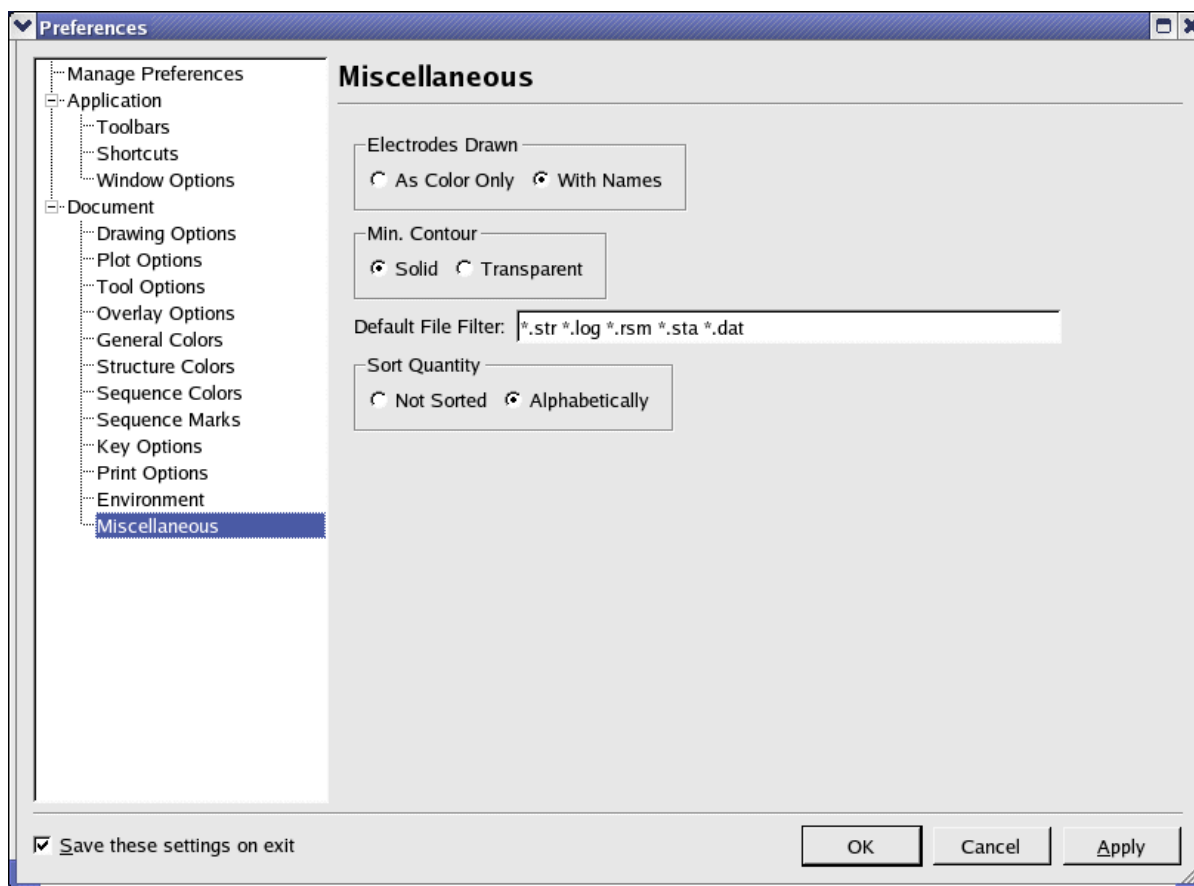 Preferences
Manage Preferences
Application
Toolbars
Shortcuts
Window Options
Document
Drawing Options
Plot Options
Tool Options
Overlay Options
General Colors
Structure Colors
Sequence Colors
Sequence Marks
Key Options
Print Options
Environment
Miscellaneous
Miscellaneous
Electrodes Drawn
As Color Only With Names
Min. Contour
Solid Transparent
Default File Filter: *.str *.log *.rsm *.sta *.dat
Sort Quantity
Not Sorted Alphabetically
Save these settings on exit
OK Cancel Apply